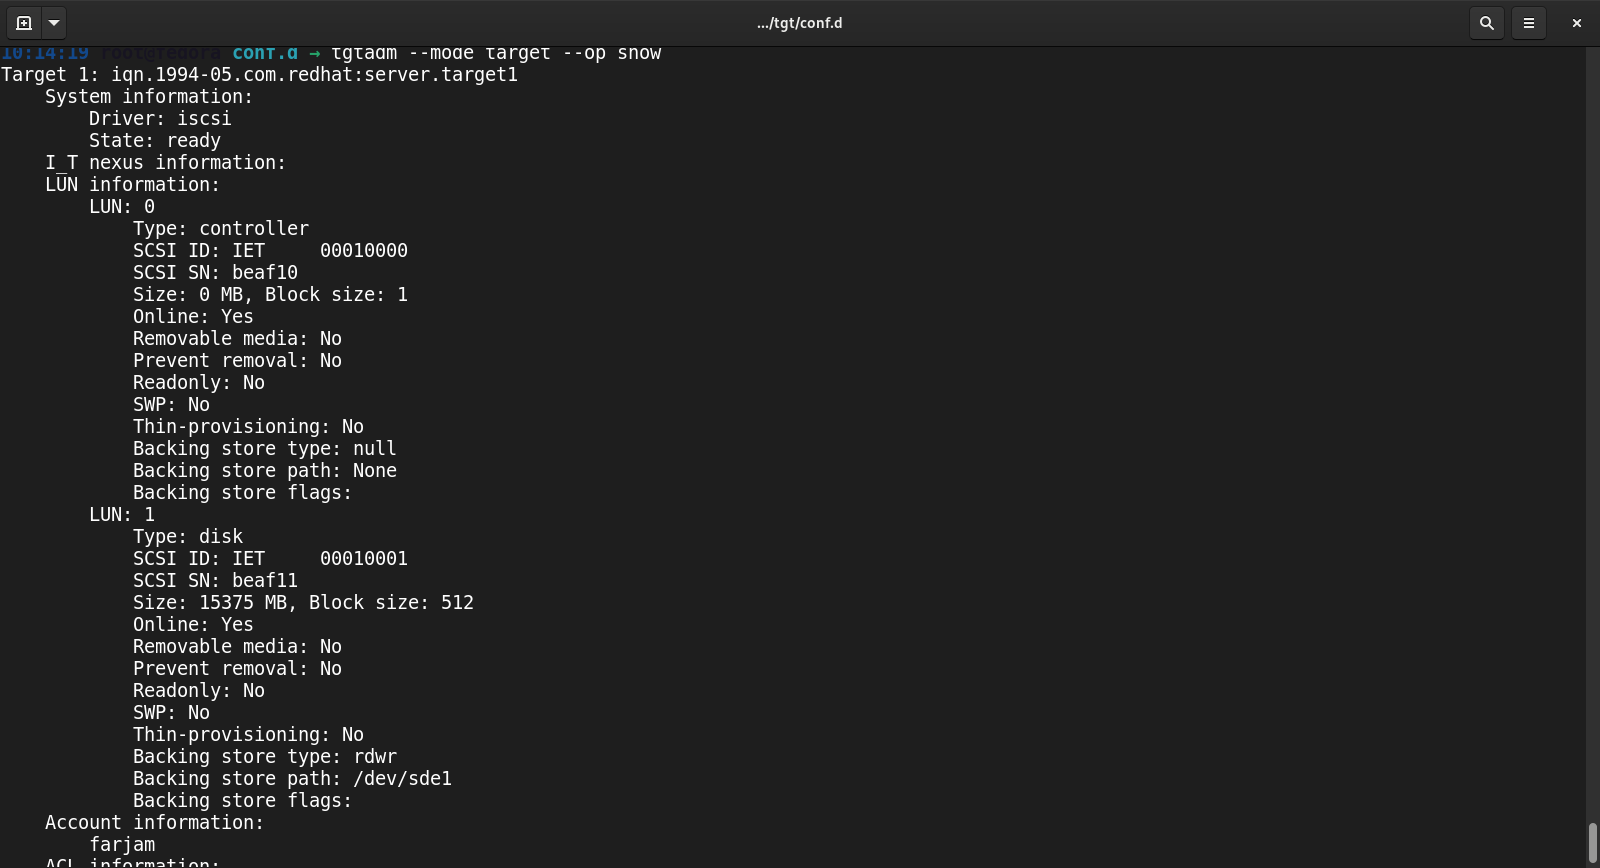 .../tgt/conf.d
10:14:19 root@fedora conf.d → tgtadm --mode target --op show
Target 1: iqn.1994-05.com.redhat:server.target1
    System information:
        Driver: iscsi
        State: ready
    I_T nexus information:
    LUN information:
        LUN: 0
            Type: controller
            SCSI ID: IET     00010000
            SCSI SN: beaf10
            Size: 0 MB, Block size: 1
            Online: Yes
            Removable media: No
            Prevent removal: No
            Readonly: No
            SWP: No
            Thin-provisioning: No
            Backing store type: null
            Backing store path: None
            Backing store flags:
        LUN: 1
            Type: disk
            SCSI ID: IET     00010001
            SCSI SN: beaf11
            Size: 15375 MB, Block size: 512
            Online: Yes
            Removable media: No
            Prevent removal: No
            Readonly: No
            SWP: No
            Thin-provisioning: No
            Backing store type: rdwr
            Backing store path: /dev/sde1
            Backing store flags:
    Account information:
        farjam
    ACL information: